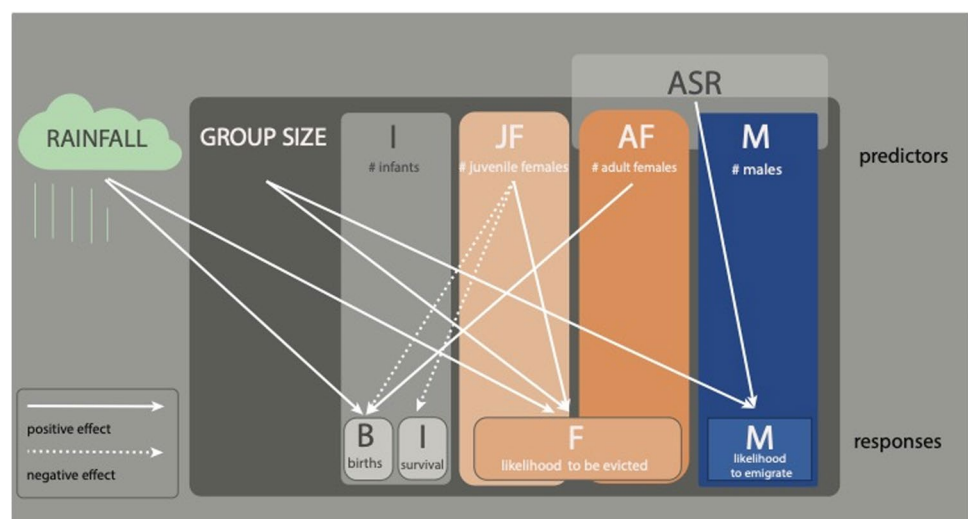 ASR
RAINFALL
GROUP SIZE
I
# infants
JF
# juvenile females
AF
# adult females
M
# males
predictors
positive effect
negative effect
B
births
I
survival
F
likelihood to be evicted
M
likelihood
to emigrate
responses